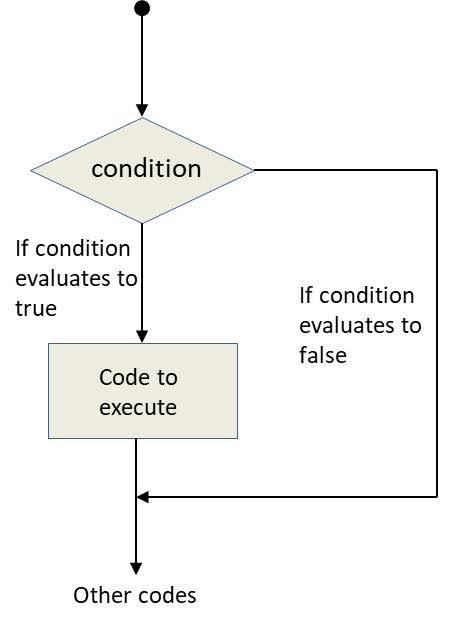 condition
If condition
evaluates to
true
If condition
evaluates to
false
Code to
execute
Other codes